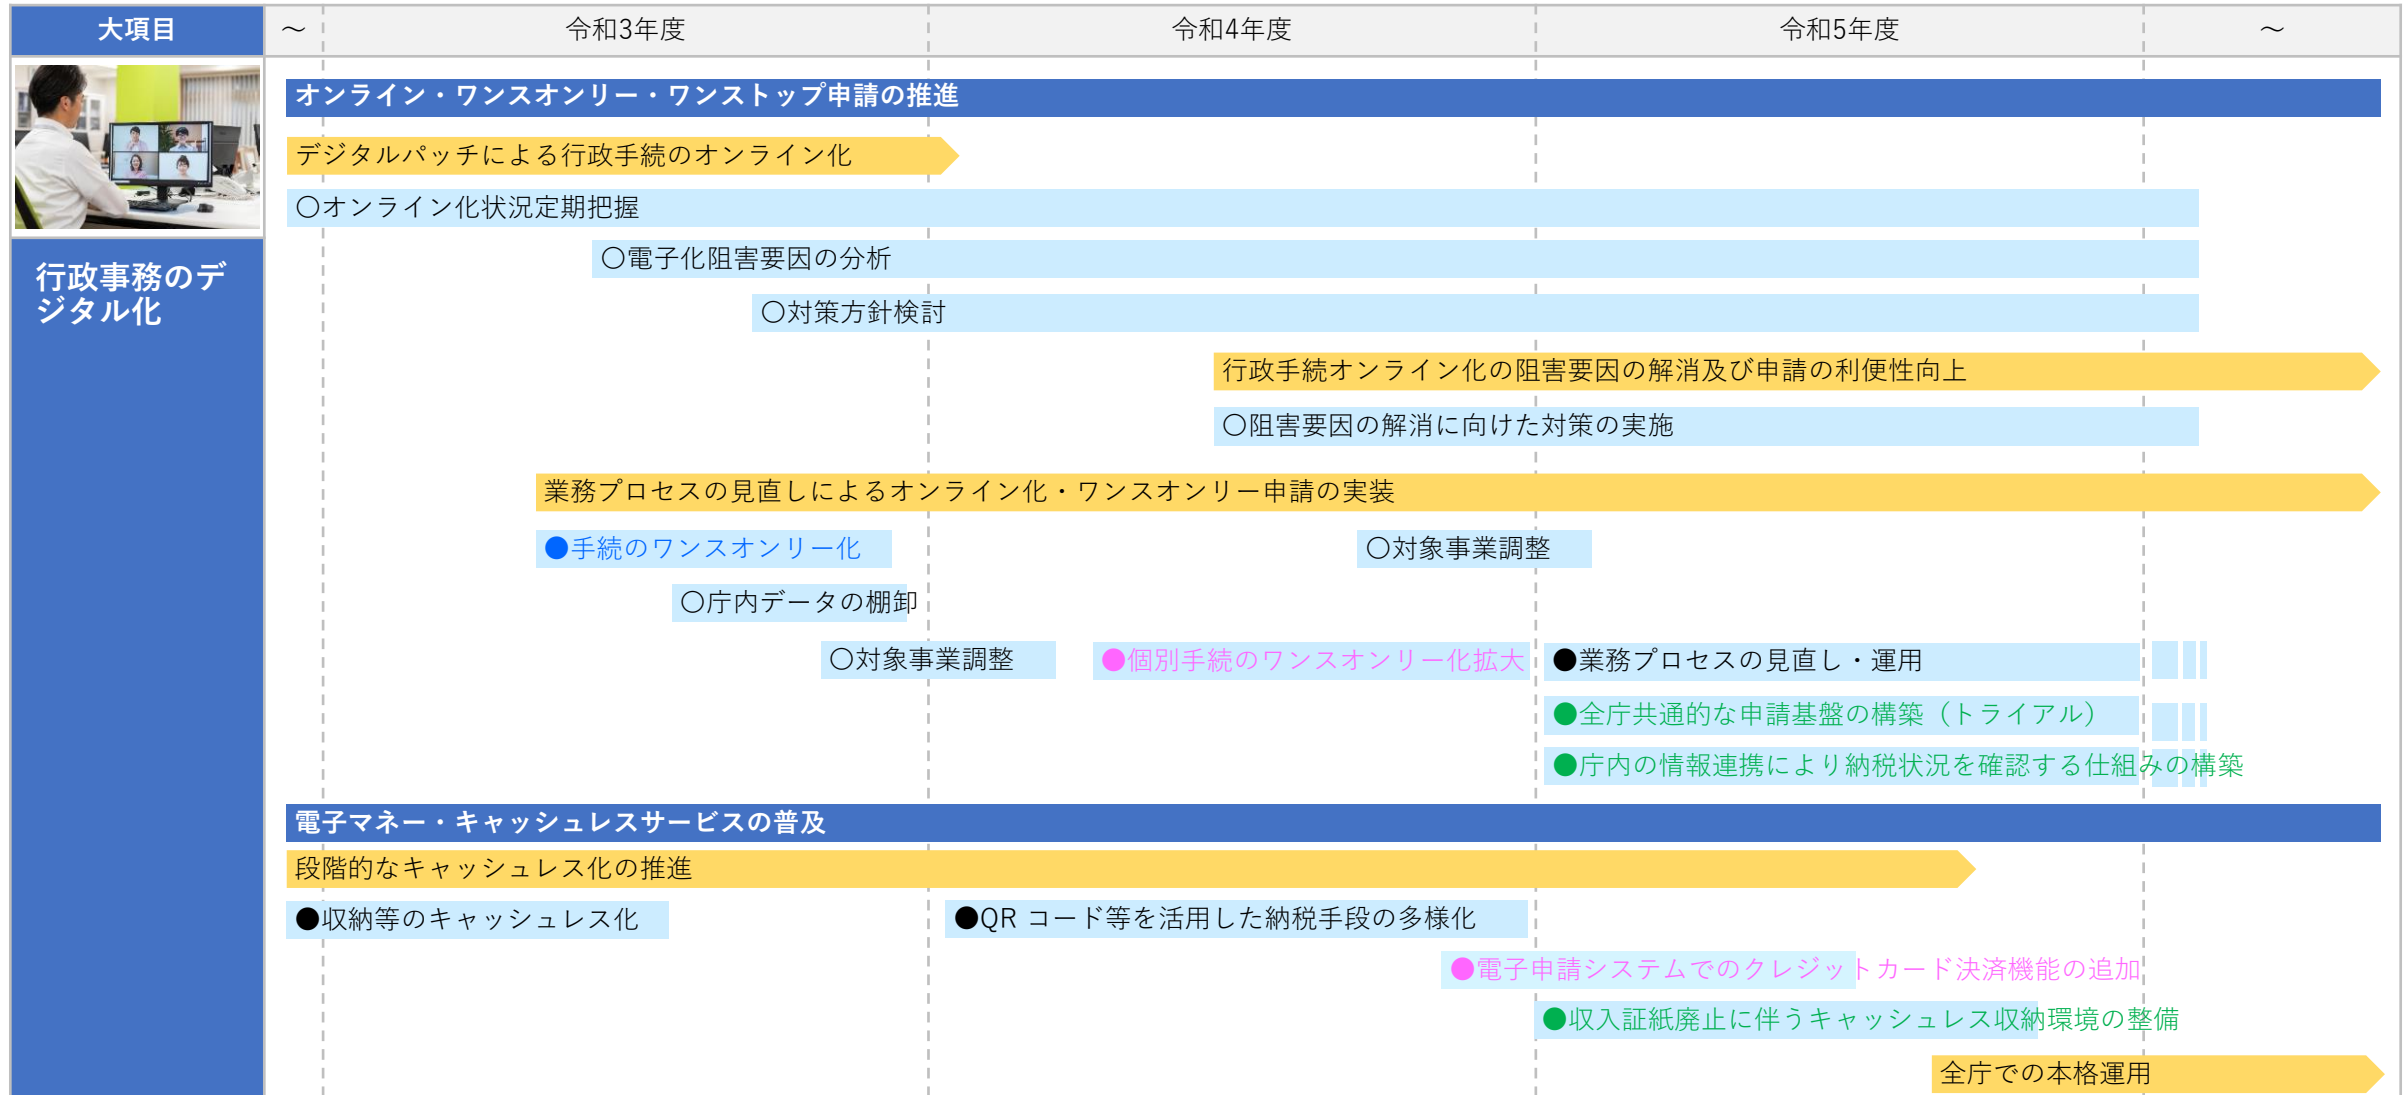 大項目
～
令和3年度
令和4年度
令和5年度
～
行政事務のデ
ジタル化
オンライン・ワンスオンリー・ワンストップ申請の推進
デジタルパッチによる行政手続のオンライン化
○オンライン化状況定期把握
○電子化阻害要因の分析
○対策方針検討
行政手続オンライン化の阻害要因の解消及び申請の利便性向上
○阻害要因の解消に向けた対策の実施
業務プロセスの見直しによるオンライン化・ワンスオンリー申請の実装
●手続のワンスオンリー化
○対象事業調整
○庁内データの棚卸
○対象事業調整
●個別手続のワンスオンリー化拡大
●業務プロセスの見直し・運用
●全庁共通的な申請基盤の構築（トライアル）
●庁内の情報連携により納税状況を確認する仕組みの構築
電子マネー・キャッシュレスサービスの普及
段階的なキャッシュレス化の推進
●収納等のキャッシュレス化
●QR コード等を活用した納税手段の多様化
●電子申請システムでのクレジットカード決済機能の追加
●収入証紙廃止に伴うキャッシュレス収納環境の整備
全庁での本格運用